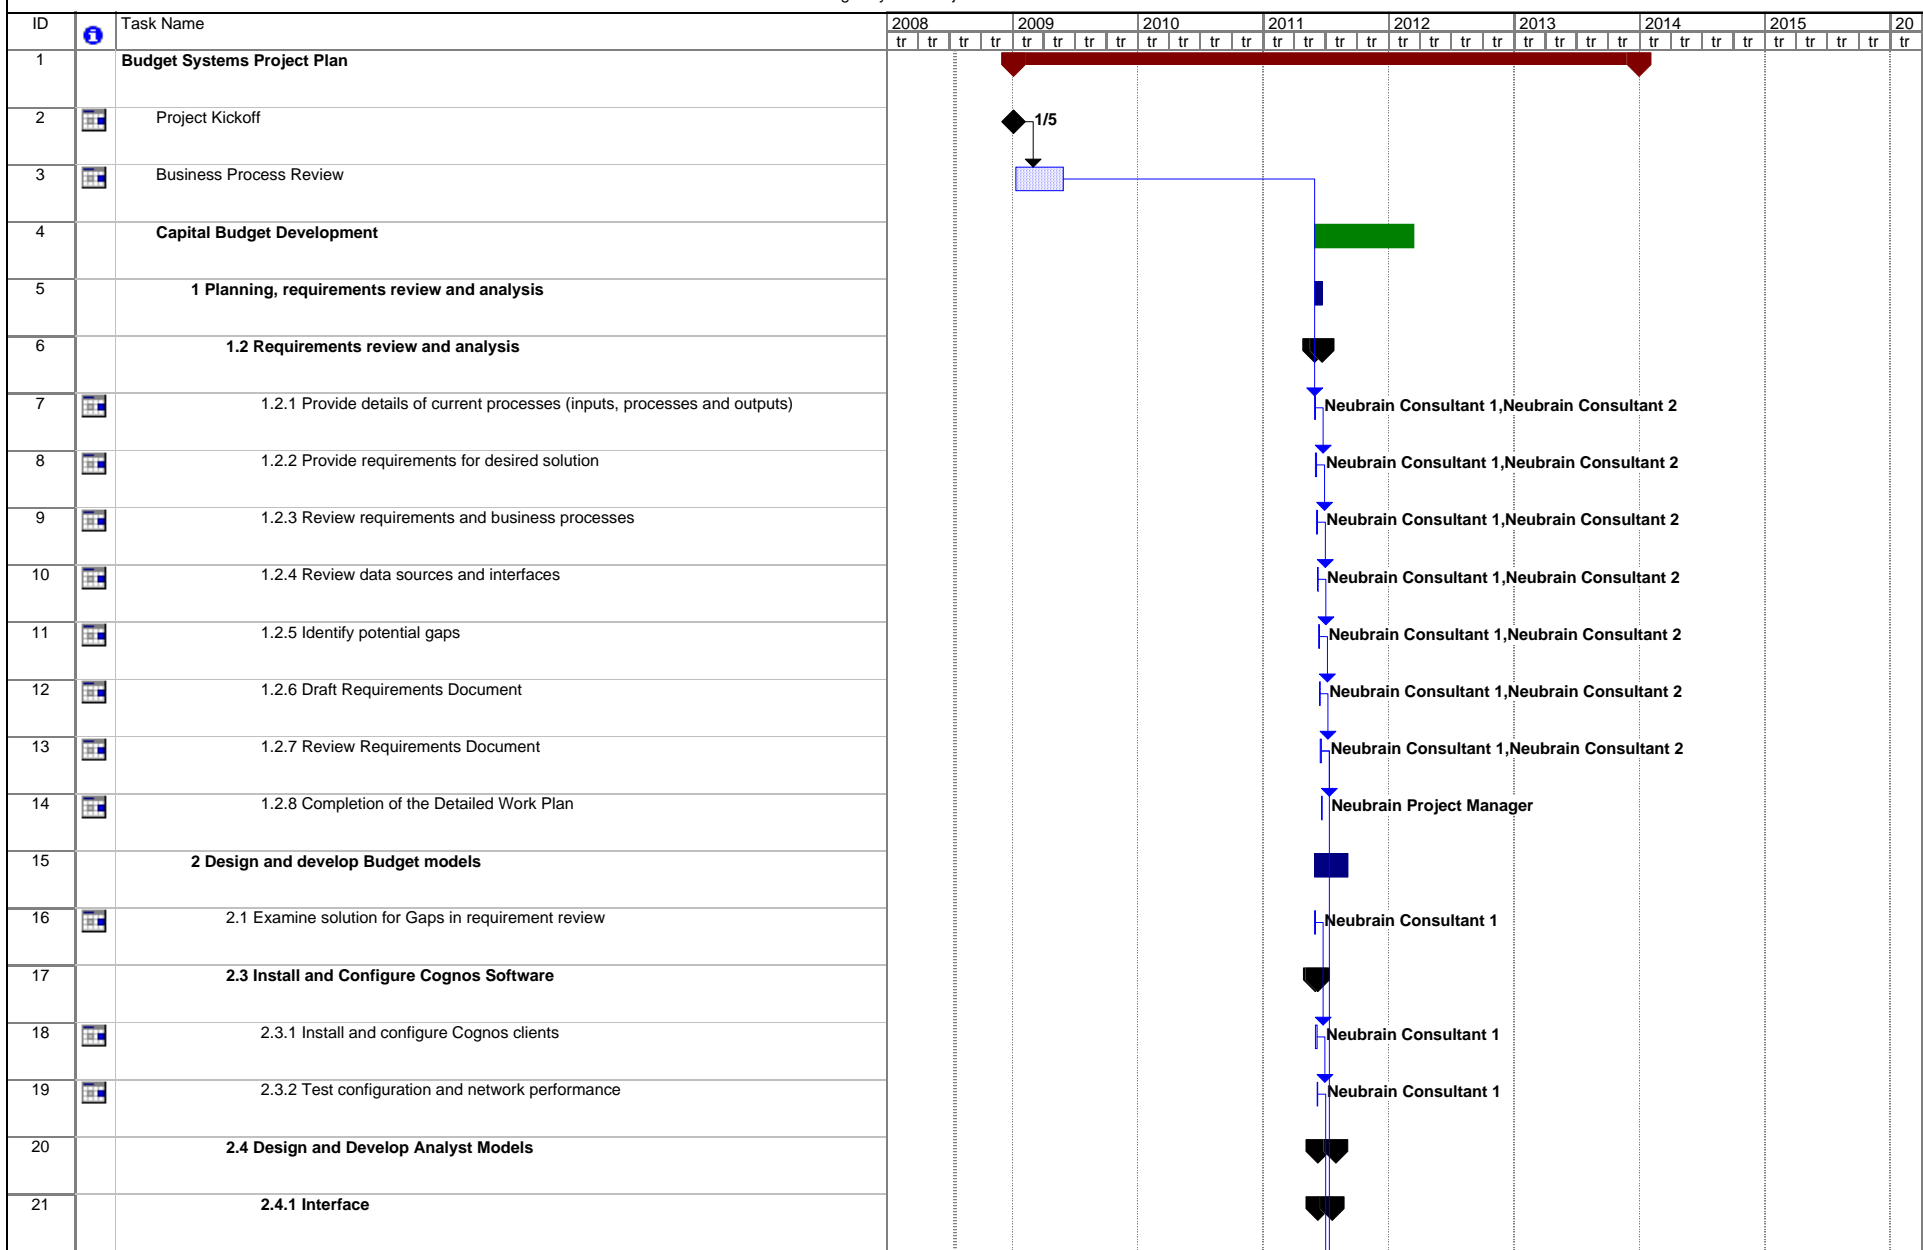 ID Task Name 2008 2009 2010 2011 2012 2013 2014 2015 20
tr tr tr tr tr tr tr tr tr tr tr tr tr tr tr tr tr tr tr tr tr tr tr tr tr tr tr tr tr tr tr tr tr
1 Budget Systems Project Plan
2 Project Kickoff 1/5
3 Business Process Review
4 Capital Budget Development
5 1 Planning, requirements review and analysis
6 1.2 Requirements review and analysis
7 1.2.1 Provide details of current processes (inputs, processes and outputs) Neubrain Consultant 1,Neubrain Consultant 2
8 1.2.2 Provide requirements for desired solution Neubrain Consultant 1,Neubrain Consultant 2
9 1.2.3 Review requirements and business processes Neubrain Consultant 1,Neubrain Consultant 2
10 1.2.4 Review data sources and interfaces Neubrain Consultant 1,Neubrain Consultant 2
11 1.2.5 Identify potential gaps Neubrain Consultant 1,Neubrain Consultant 2
12 1.2.6 Draft Requirements Document Neubrain Consultant 1,Neubrain Consultant 2
13 1.2.7 Review Requirements Document Neubrain Consultant 1,Neubrain Consultant 2
14 1.2.8 Completion of the Detailed Work Plan Neubrain Project Manager
15 2 Design and develop Budget models
16 2.1 Examine solution for Gaps in requirement review Neubrain Consultant 1
17 2.3 Install and Configure Cognos Software
18 2.3.1 Install and configure Cognos clients Neubrain Consultant 1
19 2.3.2 Test configuration and network performance Neubrain Consultant 1
20 2.4 Design and Develop Analyst Models
21 2.4.1 Interface